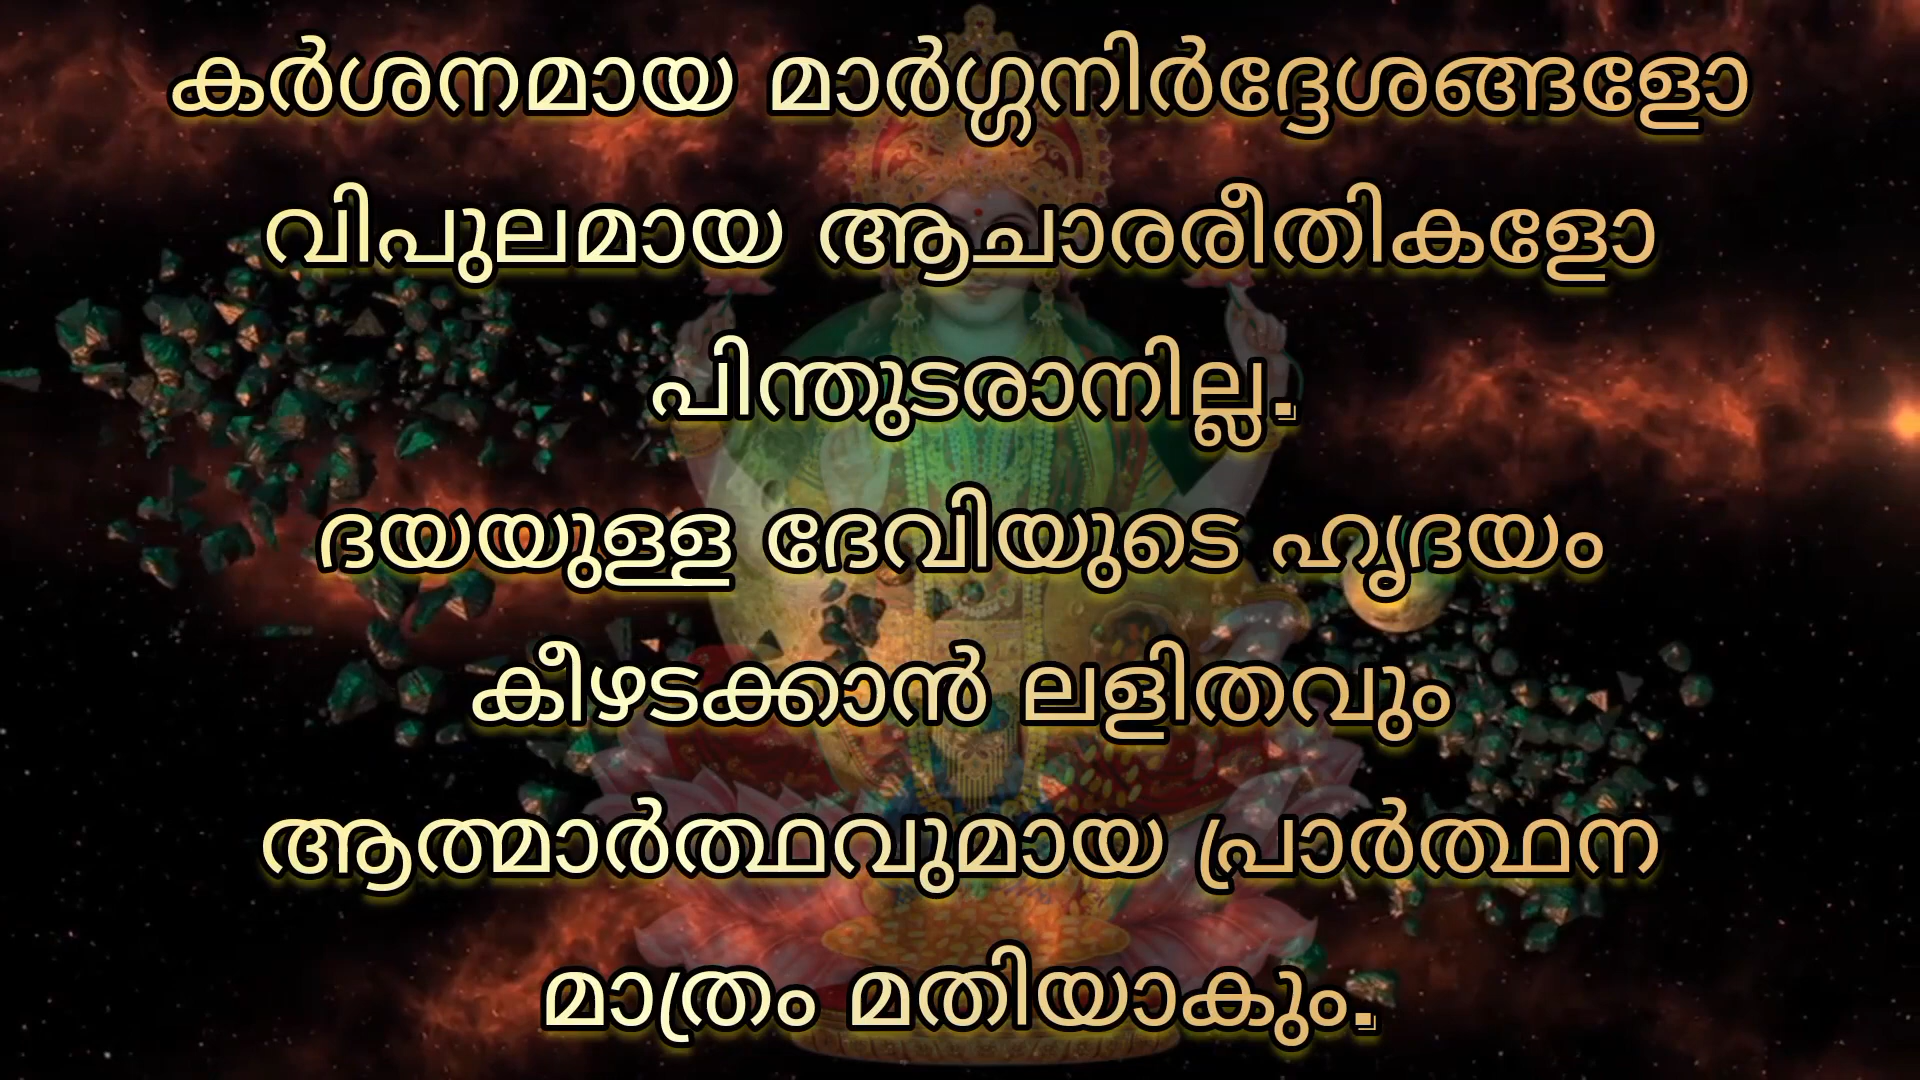 കർശനമായ മാർഗ്ഗനിർദ്ദേശങ്ങളോ
വിപുലമായ ആചാരരീതികളോ
പിന്തുടരാനില്ല.
ദയയുള്ള ദേവിയുടെ ഹൃദയം
കീഴടക്കാൻ ലളിതവും
ആത്മാർത്ഥവുമായ പ്രാർത്ഥന
മാത്രം മതിയാകും.